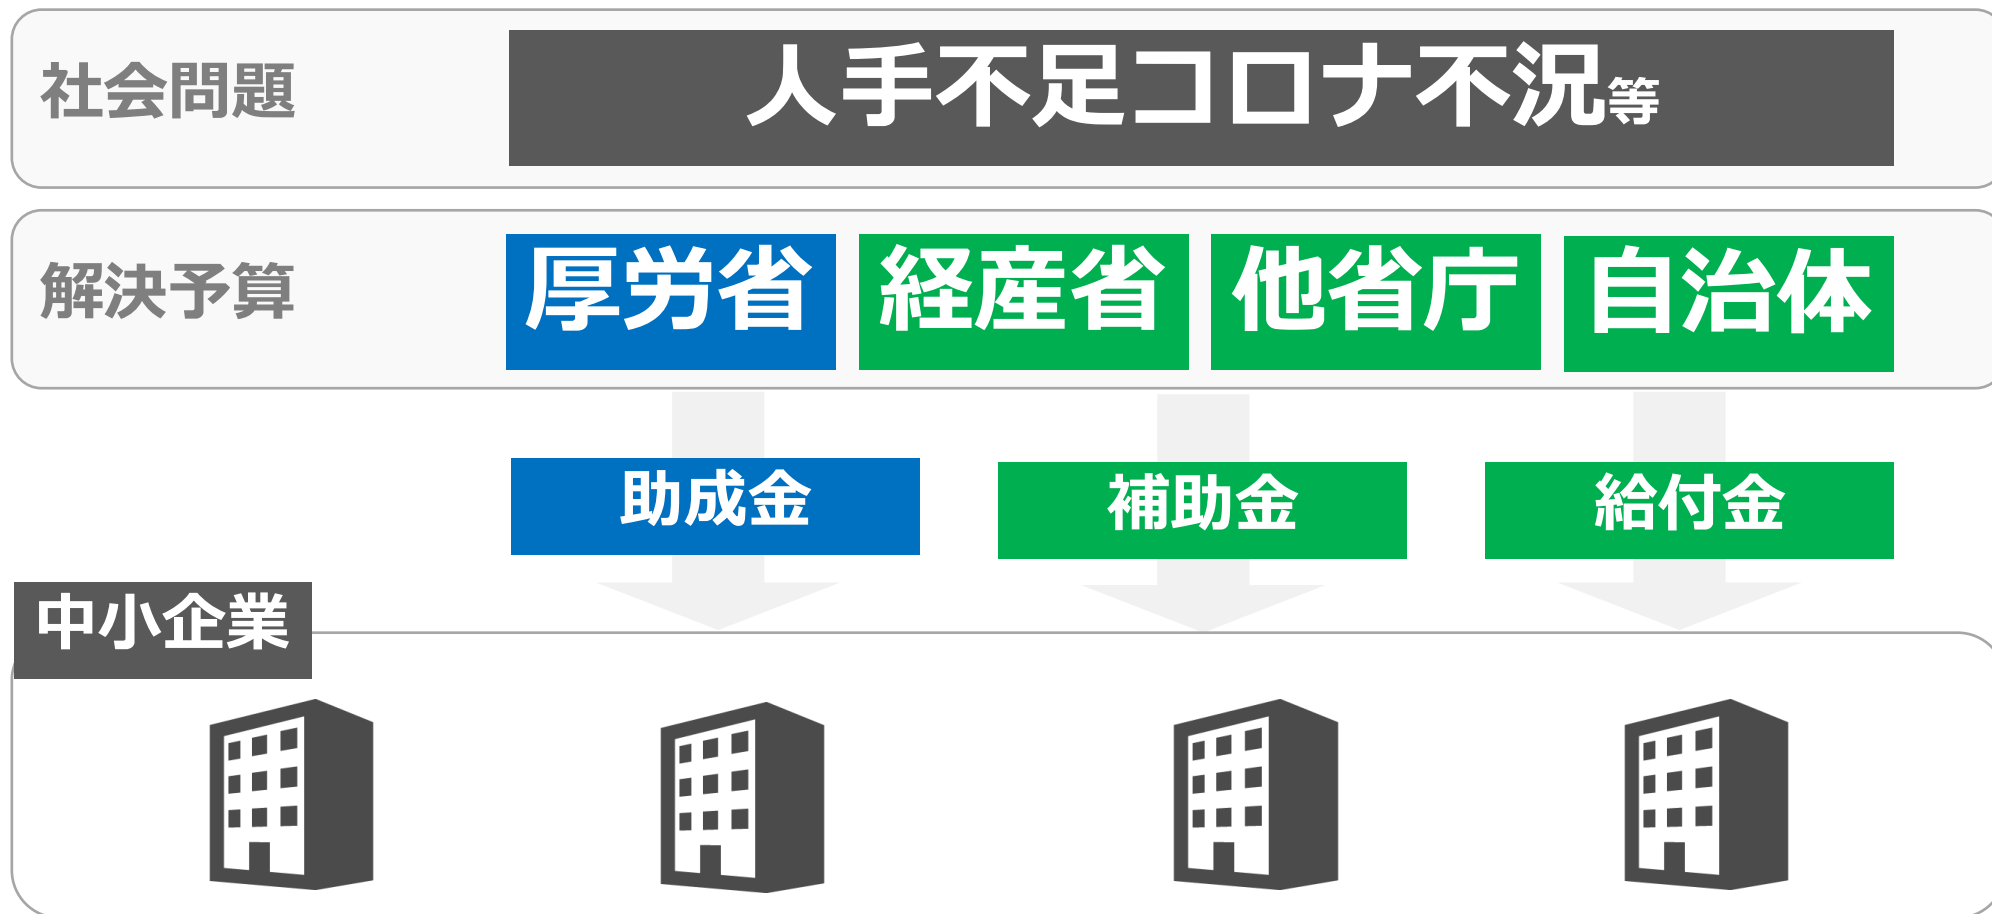 社会問題
人手不足コロナ不況等
解決予算
厚労省
経産省
他省庁
自治体
助成金
補助金
給付金
中小企業